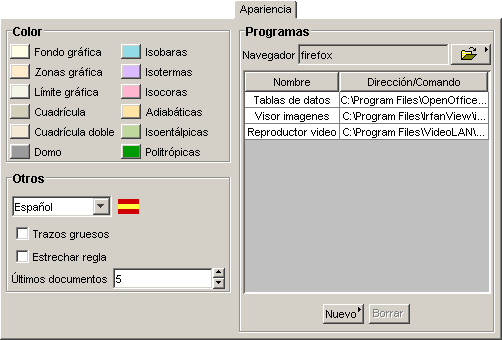 Apariencia
Color
Fondo gráfica
Isobaras
Zonas gráfica
Isotermas
Límite gráfica
Isocoras
Cuadrícula
Adiabáticas
Cuadrícula doble
Isoentálpicas
Domo
Politrópicas
Otros
Español
Trazos gruesos
Estrechar regla
Últimos documentos 5
Programas
Navegador firefox
Nombre Dirección/Comando
Tablas de datos C:\Program Files\OpenOffice...
Visor imagenes C:\Program Files\IrfanView\i...
Reproductor video C:\Program Files\VideoLAN\...
Nuevo Borrar